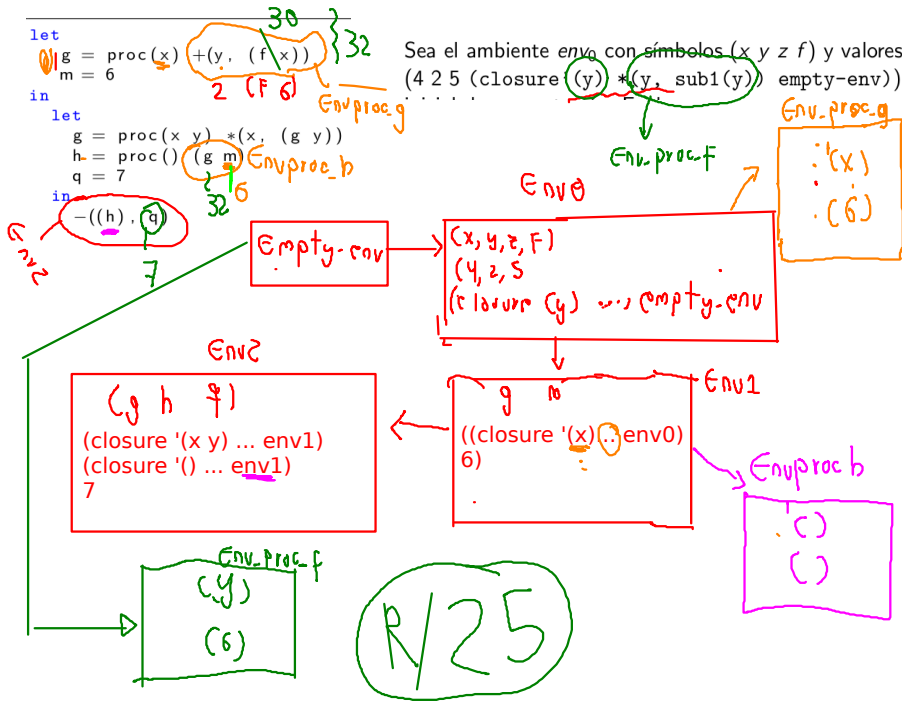 30
let
g = proc(x) +(y, (f x))
32
m = 6
2 (F 6)
in
Envproc_g
let
g = proc(x y) *(x, (g y))
h = proc() (g m)
Envproc_h
q = 7
32
6
in
-((h), q)
Env2
7
Sea el ambiente env0 con símbolos (x y z f) y valores
(4 2 5 (closure (y) *(y, sub1(y)) empty-env))
Env_proc_f
Env_proc_g
(x)
(6)
Env0
Empty-env
(x, y, z, F)
(4, 2, 5
(closure (y) ..., empty-env
Env2
(g h q)
(closure '(x y) ... env1)
(closure '() ... env1)
7
Env1
g m
((closure '(x) ... env0)
6)
Envproc h
()
()
Env_proc_f
(y)
(6)
R/25